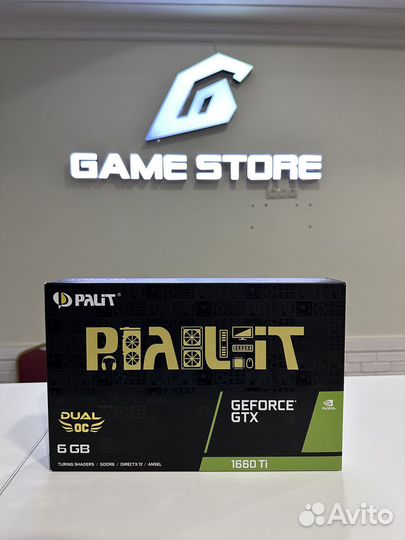 GAME STORE
PALIT®
PALIT
DUAL
OC
6 GB
TURING SHADERS / GDDR6 / DIRECTX 12 / ANSEL
GEFORCE®
GTX
NVIDIA
1660 Ti
Avito